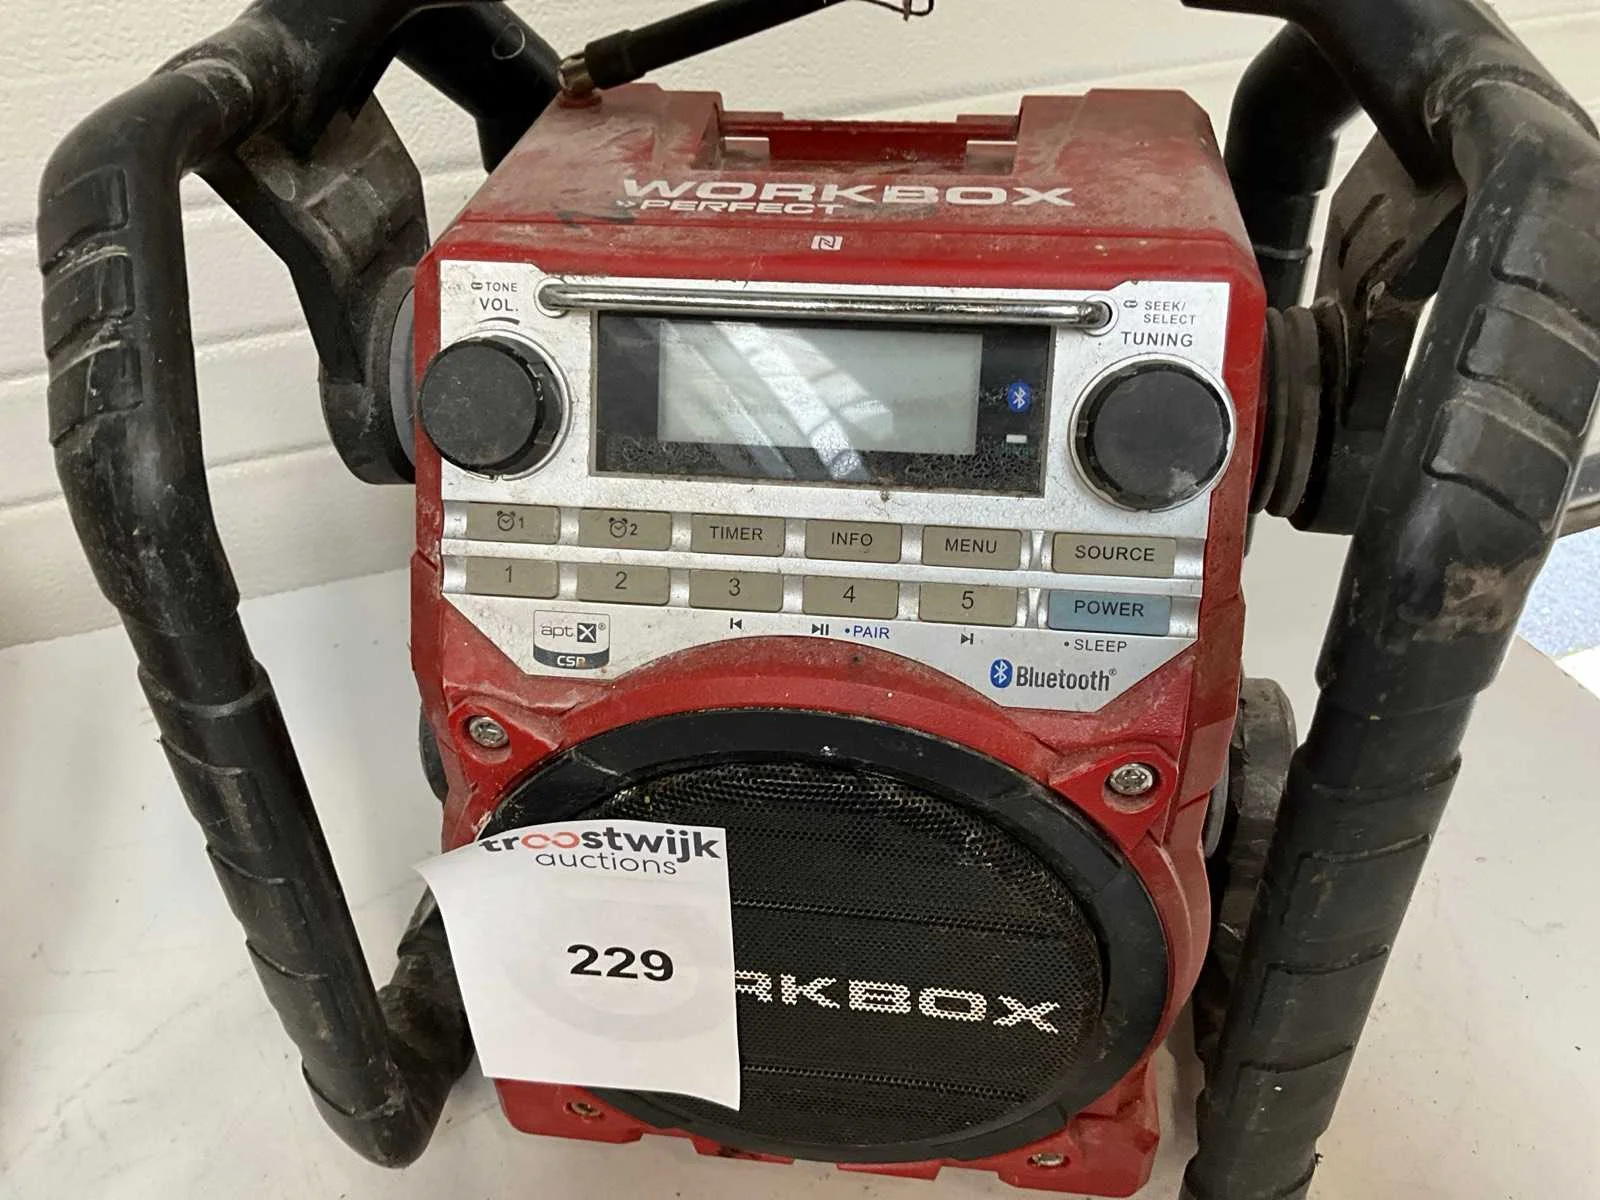 WORKBOX
»PERFECT
TONE
VOL.
SEEK/
SELECT
TUNING
1
2
TIMER
INFO
MENU
SOURCE
1
2
3
4
5
POWER
•PAIR
•SLEEP
aptX®
CSR
Bluetooth®
troostwijk
auctions
229
RKBOX